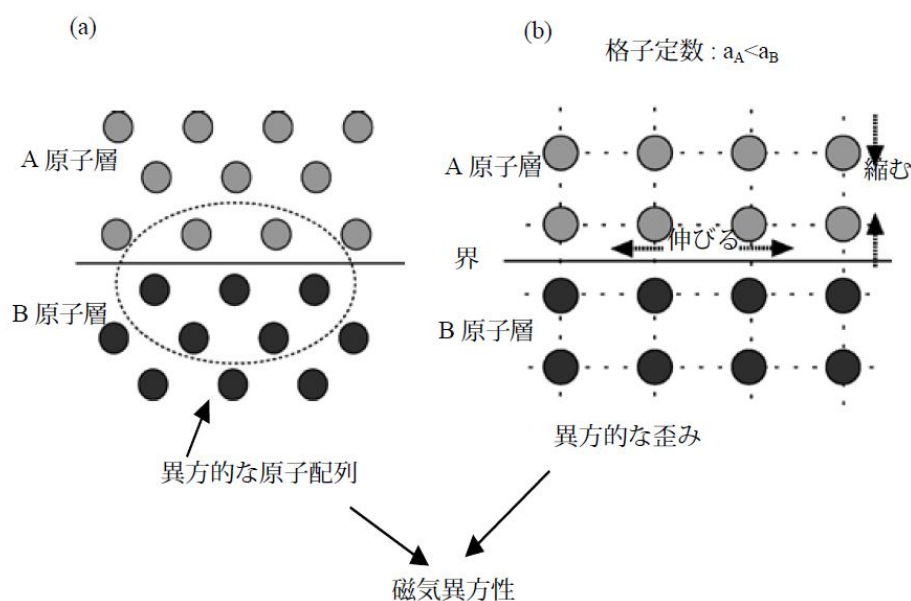 (a)
(b)
格子定数 : aA<aB
A 原子層
A 原子層
縮む
伸びる
界
B 原子層
B 原子層
異方的な原子配列
異方的な歪み
磁気異方性